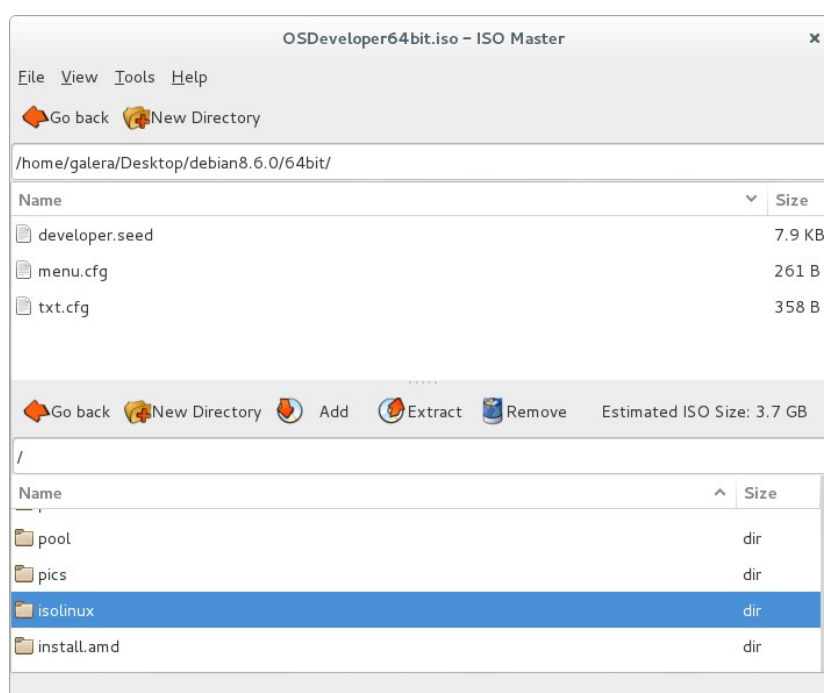 OSDeveloper64bit.iso – ISO Master
File View Tools Help
Go back New Directory
/home/galera/Desktop/debian8.6.0/64bit/
Name Size
developer.seed 7.9 KB
menu.cfg 261 B
txt.cfg 358 B
Go back New Directory Add Extract Remove Estimated ISO Size: 3.7 GB
/
Name Size
pool dir
pics dir
isolinux dir
install.amd dir